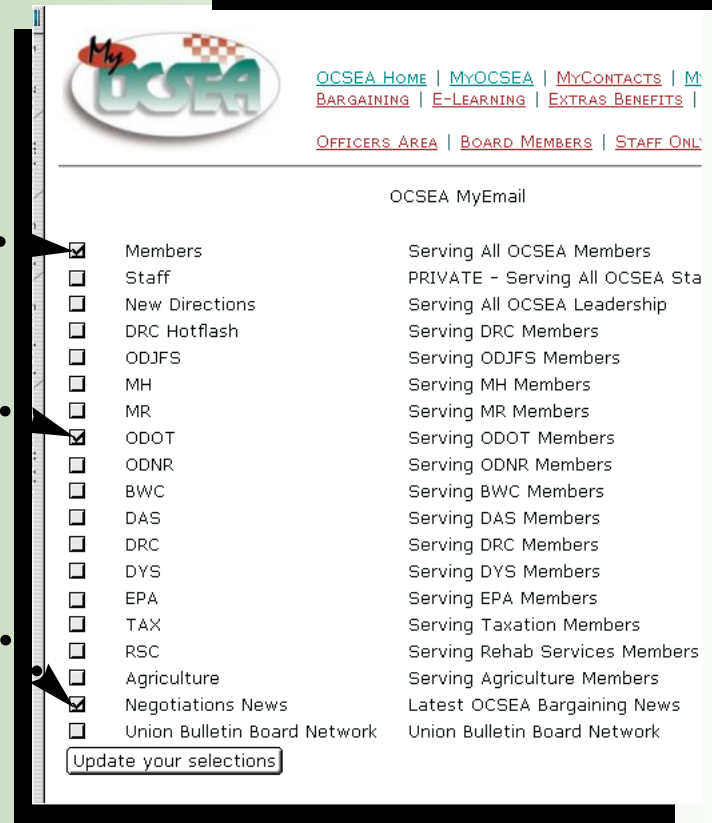 My
OCSEA
OCSEA HOME | MYOCSEA | MYCONTACTS | M
BARGAINING | E-LEARNING | EXTRAS BENEFITS |
OFFICERS AREA | BOARD MEMBERS | STAFF ONL
OCSEA MyEmail
Members Serving All OCSEA Members
Staff PRIVATE - Serving All OCSEA Sta
New Directions Serving All OCSEA Leadership
DRC Hotflash Serving DRC Members
ODJFS Serving ODJFS Members
MH Serving MH Members
MR Serving MR Members
ODOT Serving ODOT Members
ODNR Serving ODNR Members
BWC Serving BWC Members
DAS Serving DAS Members
DRC Serving DRC Members
DYS Serving DYS Members
EPA Serving EPA Members
TAX Serving Taxation Members
RSC Serving Rehab Services Members
Agriculture Serving Agriculture Members
Negotiations News Latest OCSEA Bargaining News
Union Bulletin Board Network Union Bulletin Board Network
Update your selections